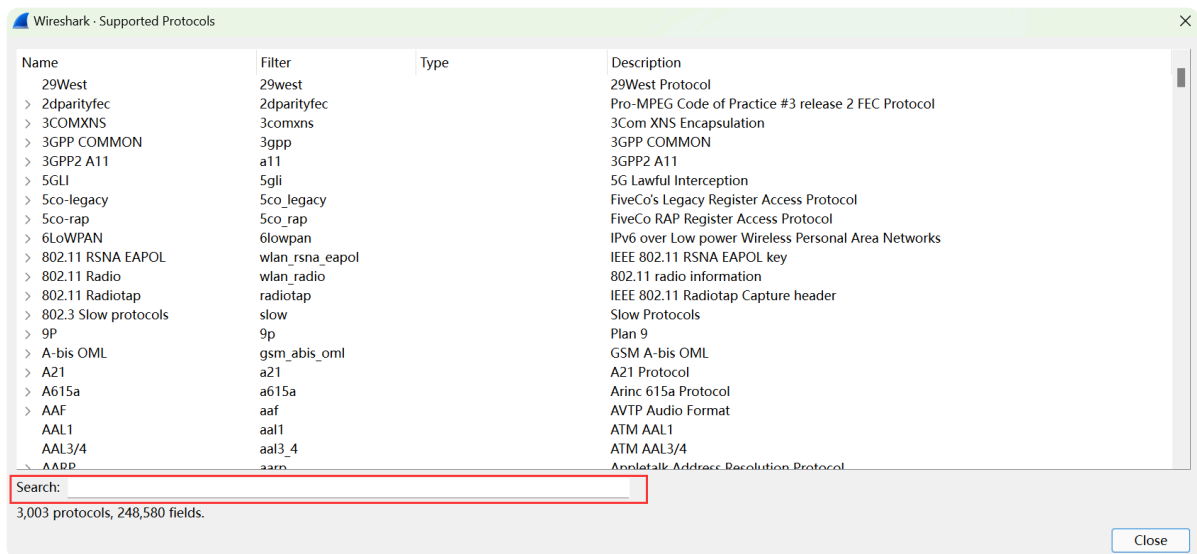 Wireshark · Supported Protocols
Name Filter Type Description
29West 29west 29West Protocol
2dparityfec 2dparityfec Pro-MPEG Code of Practice #3 release 2 FEC Protocol
3COMXNS 3comxns 3Com XNS Encapsulation
3GPP COMMON 3gpp 3GPP COMMON
3GPP2 A11 a11 3GPP2 A11
5GLI 5gli 5G Lawful Interception
5co-legacy 5co_legacy FiveCo's Legacy Register Access Protocol
5co-rap 5co_rap FiveCo RAP Register Access Protocol
6LoWPAN 6lowpan IPv6 over Low power Wireless Personal Area Networks
802.11 RSNA EAPOL wlan_rsna_eapol IEEE 802.11 RSNA EAPOL key
802.11 Radio wlan_radio 802.11 radio information
802.11 Radiotap radiotap IEEE 802.11 Radiotap Capture header
802.3 Slow protocols slow Slow Protocols
9P 9p Plan 9
A-bis OML gsm_abis_oml GSM A-bis OML
A21 a21 A21 Protocol
A615a a615a Arinc 615a Protocol
AAF aaf AVTP Audio Format
AAL1 aal1 ATM AAL1
AAL3/4 aal3_4 ATM AAL3/4
AARP aarp Appletalk Address Resolution Protocol
Search:
3,003 protocols, 248,580 fields.
Close